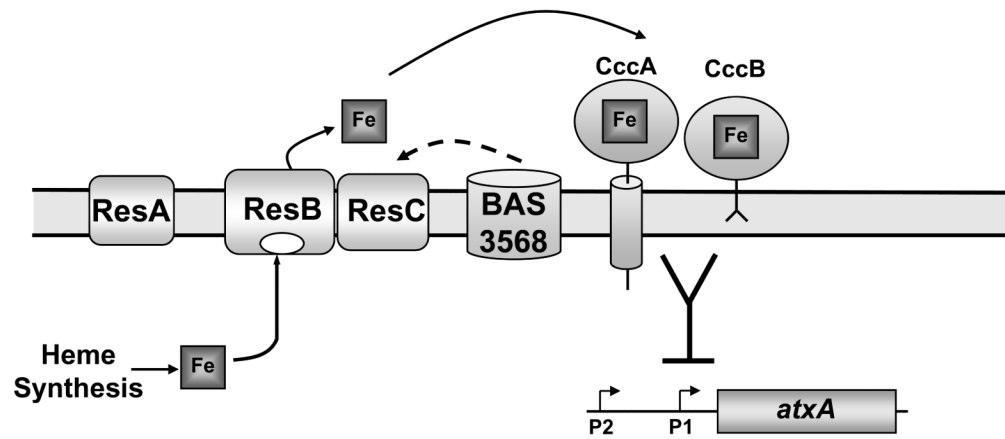 CccA
CccB
Fe
Fe
Fe
ResA
ResB
ResC
BAS
3568
Heme
Synthesis
Fe
P2
P1
atxA